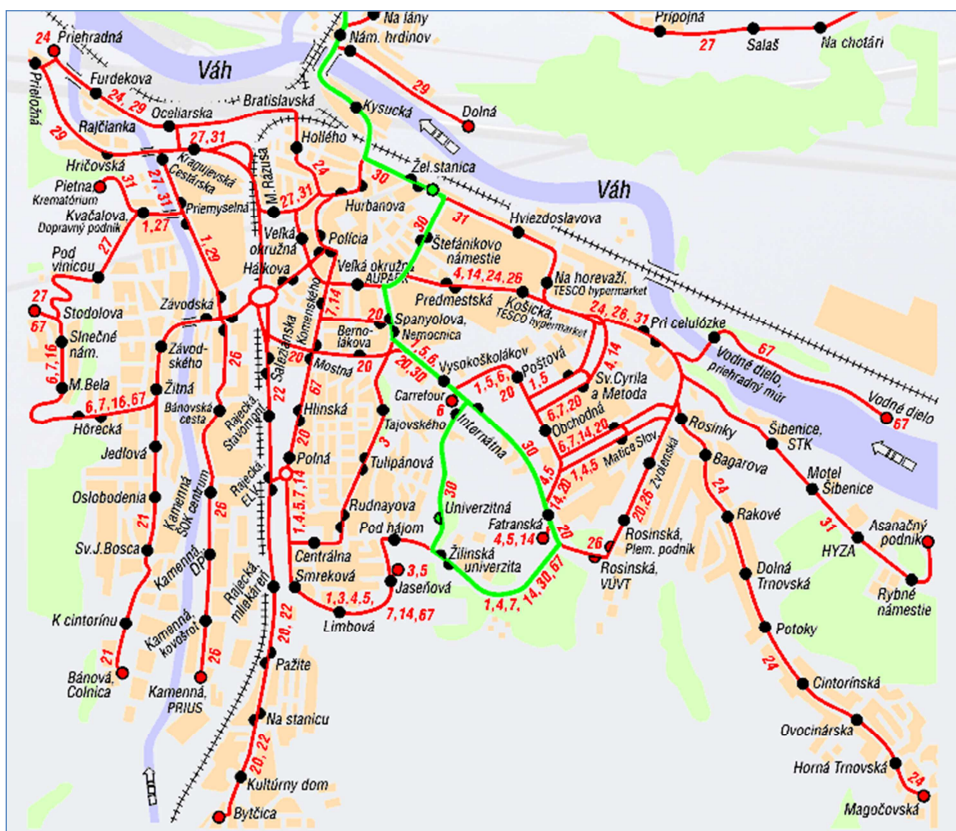 Na lány
Nám. hrdinov
Prípojná
27
Salaš
Na chotári
24
Priehradná
Váh
29
Dolná
Prieložná
Furdekova
24, 29
Oceliarska
Bratislavská
Kysucká
Rajčianka
29
27,31
Hollého
Hričovská
Kragujevská
Cestárska
M.Rázusa
24
30
Žel.stanica
Váh
Pietna,
Krematórium
31
27, 31
Priemyselná
27,31
Hurbanova
31
Hviezdoslavova
Kvačalova,
Dopravný podnik
1,27
Veľká
okružná
Polícia
30
Štefánikovo
námestie
27
1,29
Pod
vinicou
Hálkova
Veľká okružná
AUPARK
4,14,24,26
Na horevaží,
TESCO hypermarket
Predmestská
Košická,
TESCO hypermarket
24, 26, 31
27
67
Stodolova
Závodská
Komenského
7,14
Pri celulózke
20
Spanyolova,
Nemocnica
67
Vodné dielo,
priehradný múr
Slnečné
nám.
Závod-
ského
26
Saleziánska
Berno-
lákova
20
Mostná
20
1,5,6,
20,30
Vysokoškolákov
Poštová
4,14
6,7,16
M.Bela
Žitná
22
67
Carrefour
6
1,5,6,
20
1,5
Sv.Cyrila
a Metoda
Vodné dielo
67
6,7,16,67
Hôrecká
Bánovská
cesta
Rajecká,
Stavomont
Hlinská
Tajovského
Internátna
6,7,20
Obchodná
Rosinky
20
3
6,7,14,20
Matice Slov.
Šibenice,
STK
Jedľová
Polná
Tulipánová
30
4,5
1,4,5
Zvolenská
Bagarova
Kamenná
ŠOX centrum
Rajecká,
ELV
Motel
Šibenice
Oslobodenia
1,4,5,7,14
Rudnayova
30
Univerzitná
14,20
20,26
24
21
26
Pod hájom
Fatranská
4,5,14
Rosinská,
Plem. podnik
Rakové
31
Asanačný
podnik
Sv.J.Bosca
Centrálna
Žilinská
univerzita
20
26
HYZA
Kamenná,
DPŽ
Rajecká,
mliekáreň
Smreková
3,5
Jaseňová
Rosinská,
VÚVT
Dolná
Trnovská
Rybné
námestie
1,3,4,5,
7,14,67
Limbová
1,4,7, 14,30,67
K cintorínu
Kamenná,
kovošrot
20, 22
Potoky
21
26
Pažite
24
Bánová,
Colnica
Kamenná,
PRIUS
Cintorínska
Na stanicu
Ovocinárska
20, 22
Kultúrny dom
Horná Trnovská
24
Bytčica
Magočovská